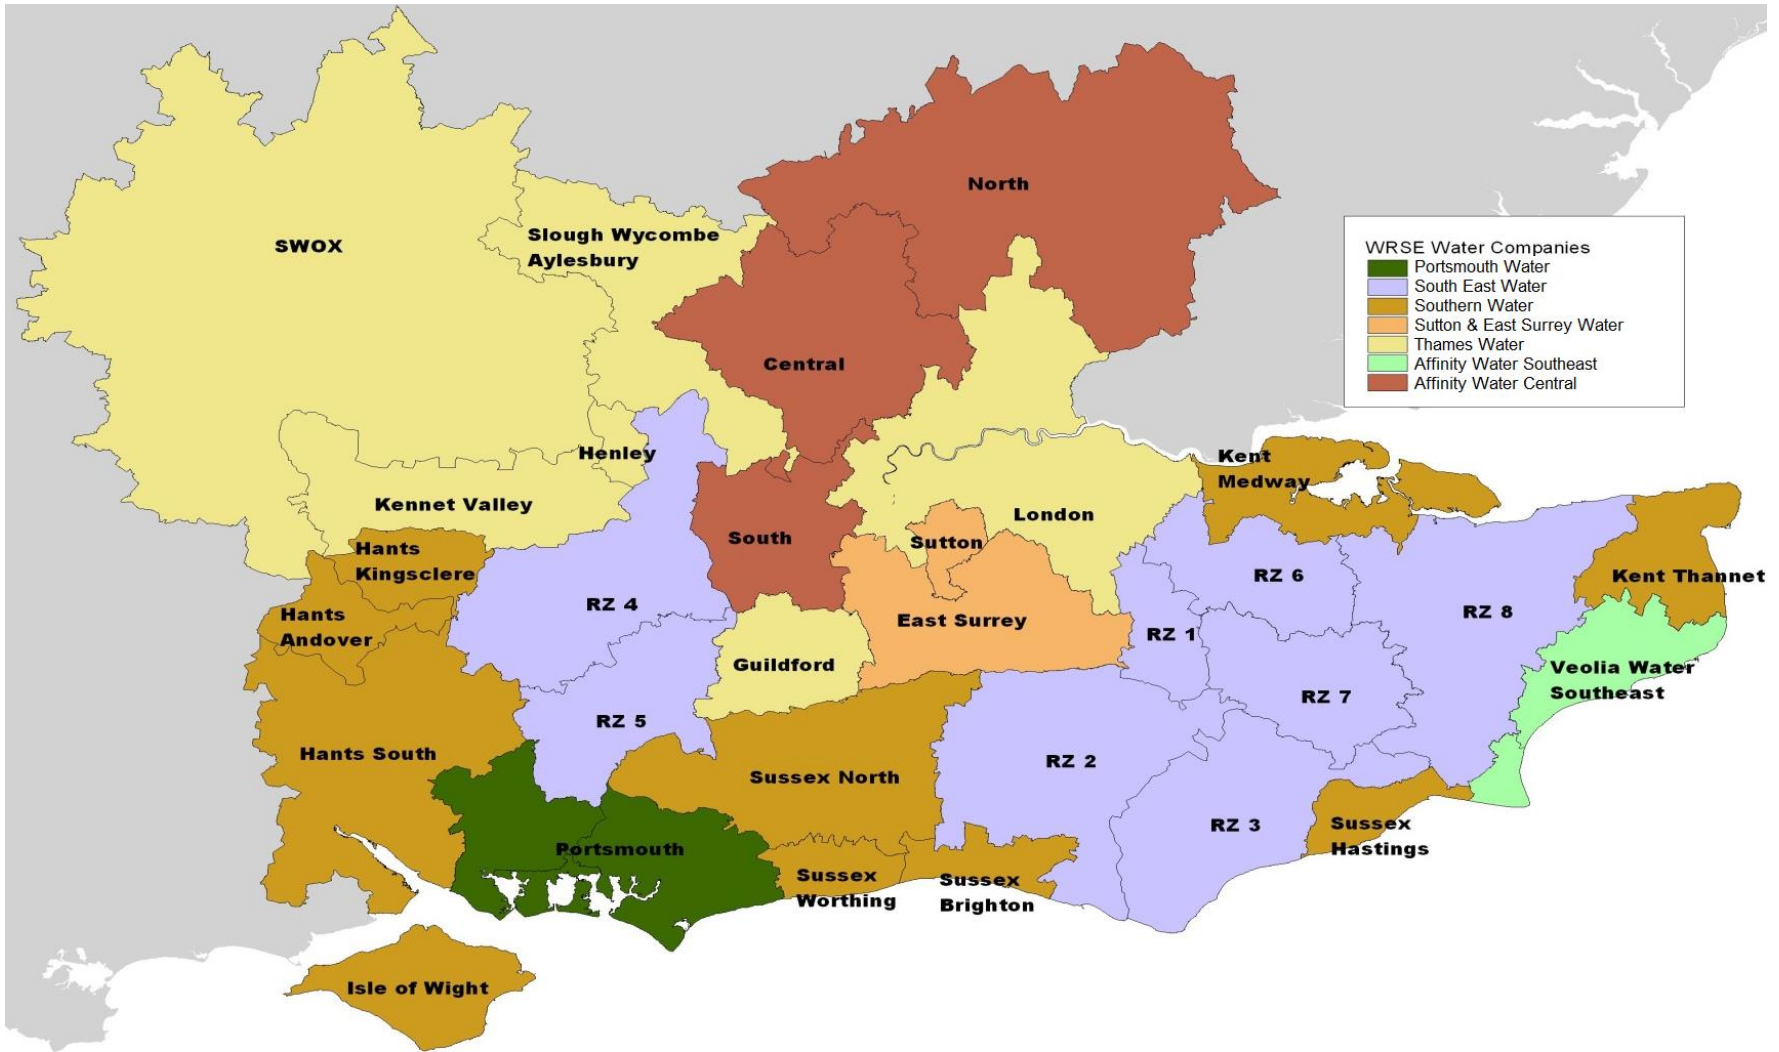 North
SWOX
Slough Wycombe
Aylesbury
WRSE Water Companies
Portsmouth Water
South East Water
Southern Water
Sutton & East Surrey Water
Thames Water
Affinity Water Southeast
Affinity Water Central
Central
Henley
Kent
Medway
Kennet Valley
London
South
Sutton
Hants
Kingsclere
RZ 6
Kent Thannet
RZ 4
Hants
Andover
East Surrey
RZ 1
RZ 8
Guildford
Veolia Water
Southeast
RZ 7
RZ 5
Hants South
Sussex North
RZ 2
RZ 3
Sussex
Hastings
Portsmouth
Sussex
Worthing
Sussex
Brighton
Isle of Wight